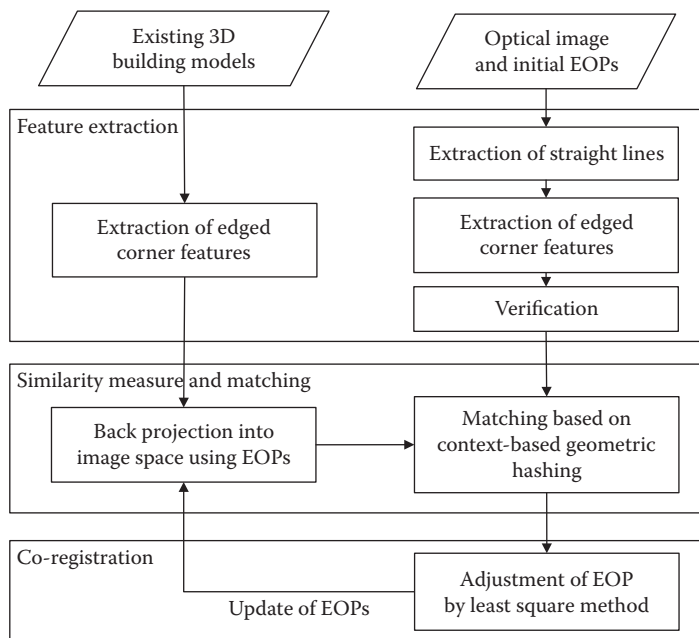 Existing 3D
building models
Optical image
and initial EOPs
Feature extraction
Extraction of straight lines
Extraction of edged
corner features
Extraction of edged
corner features
Verification
Similarity measure and matching
Back projection into
image space using EOPs
Matching based on
context-based geometric
hashing
Co-registration
Adjustment of EOP
by least square method
Update of EOPs